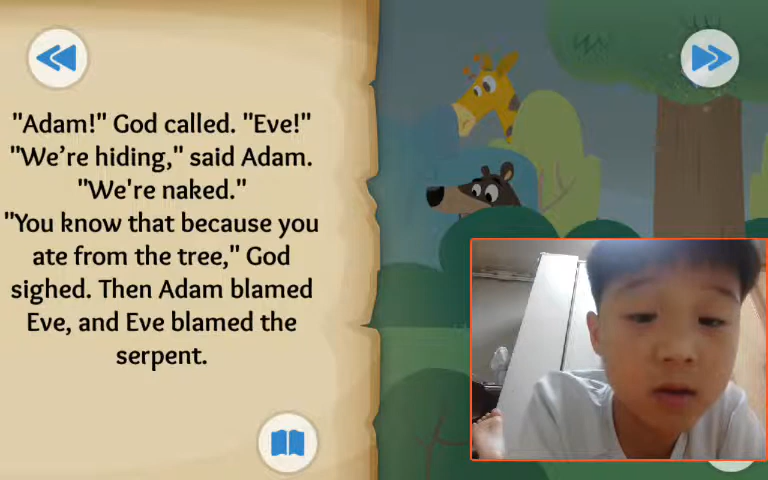 "Adam!" God called. "Eve!"
"We’re hiding," said Adam.
"We're naked."
"You know that because you
ate from the tree," God
sighed. Then Adam blamed
Eve, and Eve blamed the
serpent.